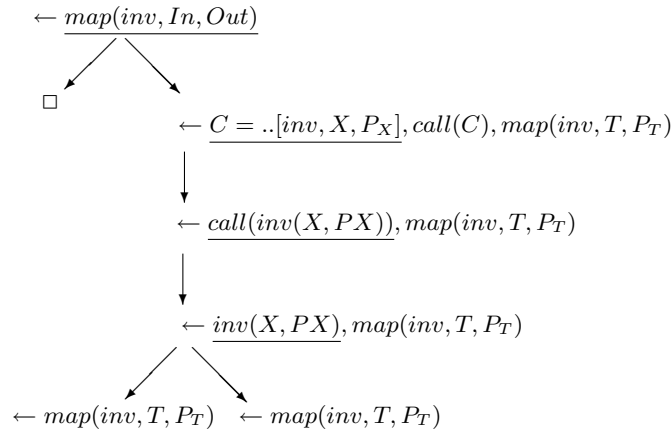 ← map(inv, In, Out)
□
← C = ..[inv, X, P_X], call(C), map(inv, T, P_T)
← call(inv(X, PX)), map(inv, T, P_T)
← inv(X, PX), map(inv, T, P_T)
← map(inv, T, P_T) ← map(inv, T, P_T)